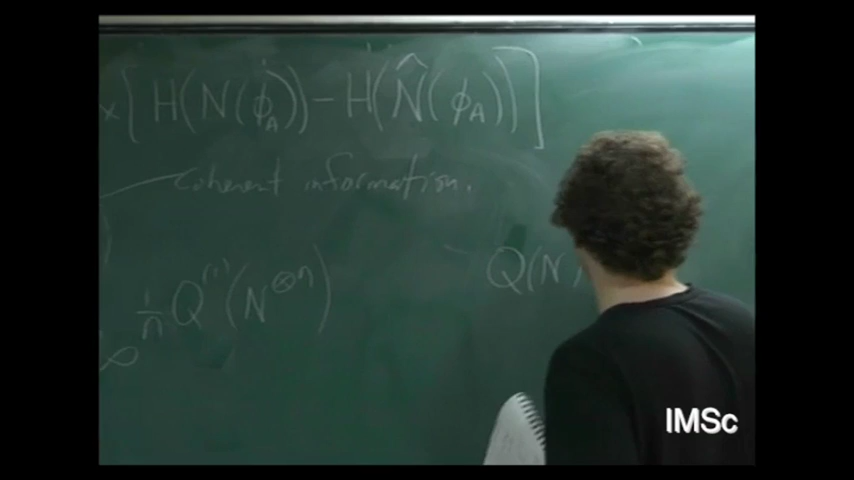 x[H(N(ϕ_A)) − H(N̂(ϕ_A))]
Coherent information.
1/n Q^(1)(N^⊗n)
∞
Q(N)
IMSc